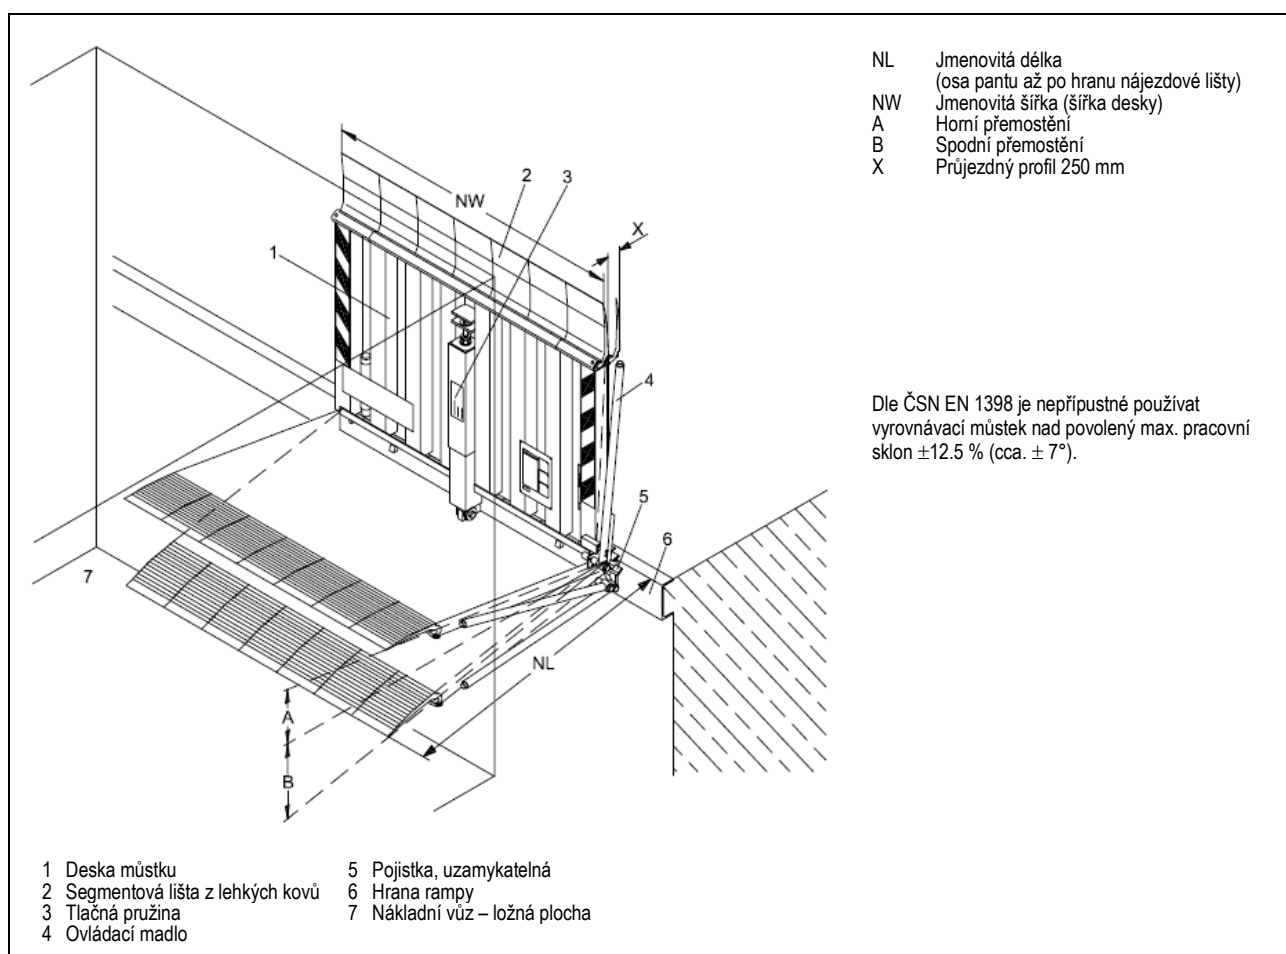 NL Jmenovitá délka
(osa pantu až po hranu nájezdové lišty)
NW Jmenovitá šířka (šířka desky)
A Horní přemostění
B Spodní přemostění
X Průjezdný profil 250 mm
2
3
NW
X
1
4
Dle ČSN EN 1398 je nepřípustné používat
vyrovnávací můstek nad povolený max. pracovní
sklon ±12.5 % (cca. ± 7°).
5
6
7
NL
A
B
1 Deska můstku
2 Segmentová lišta z lehkých kovů
3 Tlačná pružina
4 Ovládací madlo
5 Pojistka, uzamykatelná
6 Hrana rampy
7 Nákladní vůz – ložná plocha